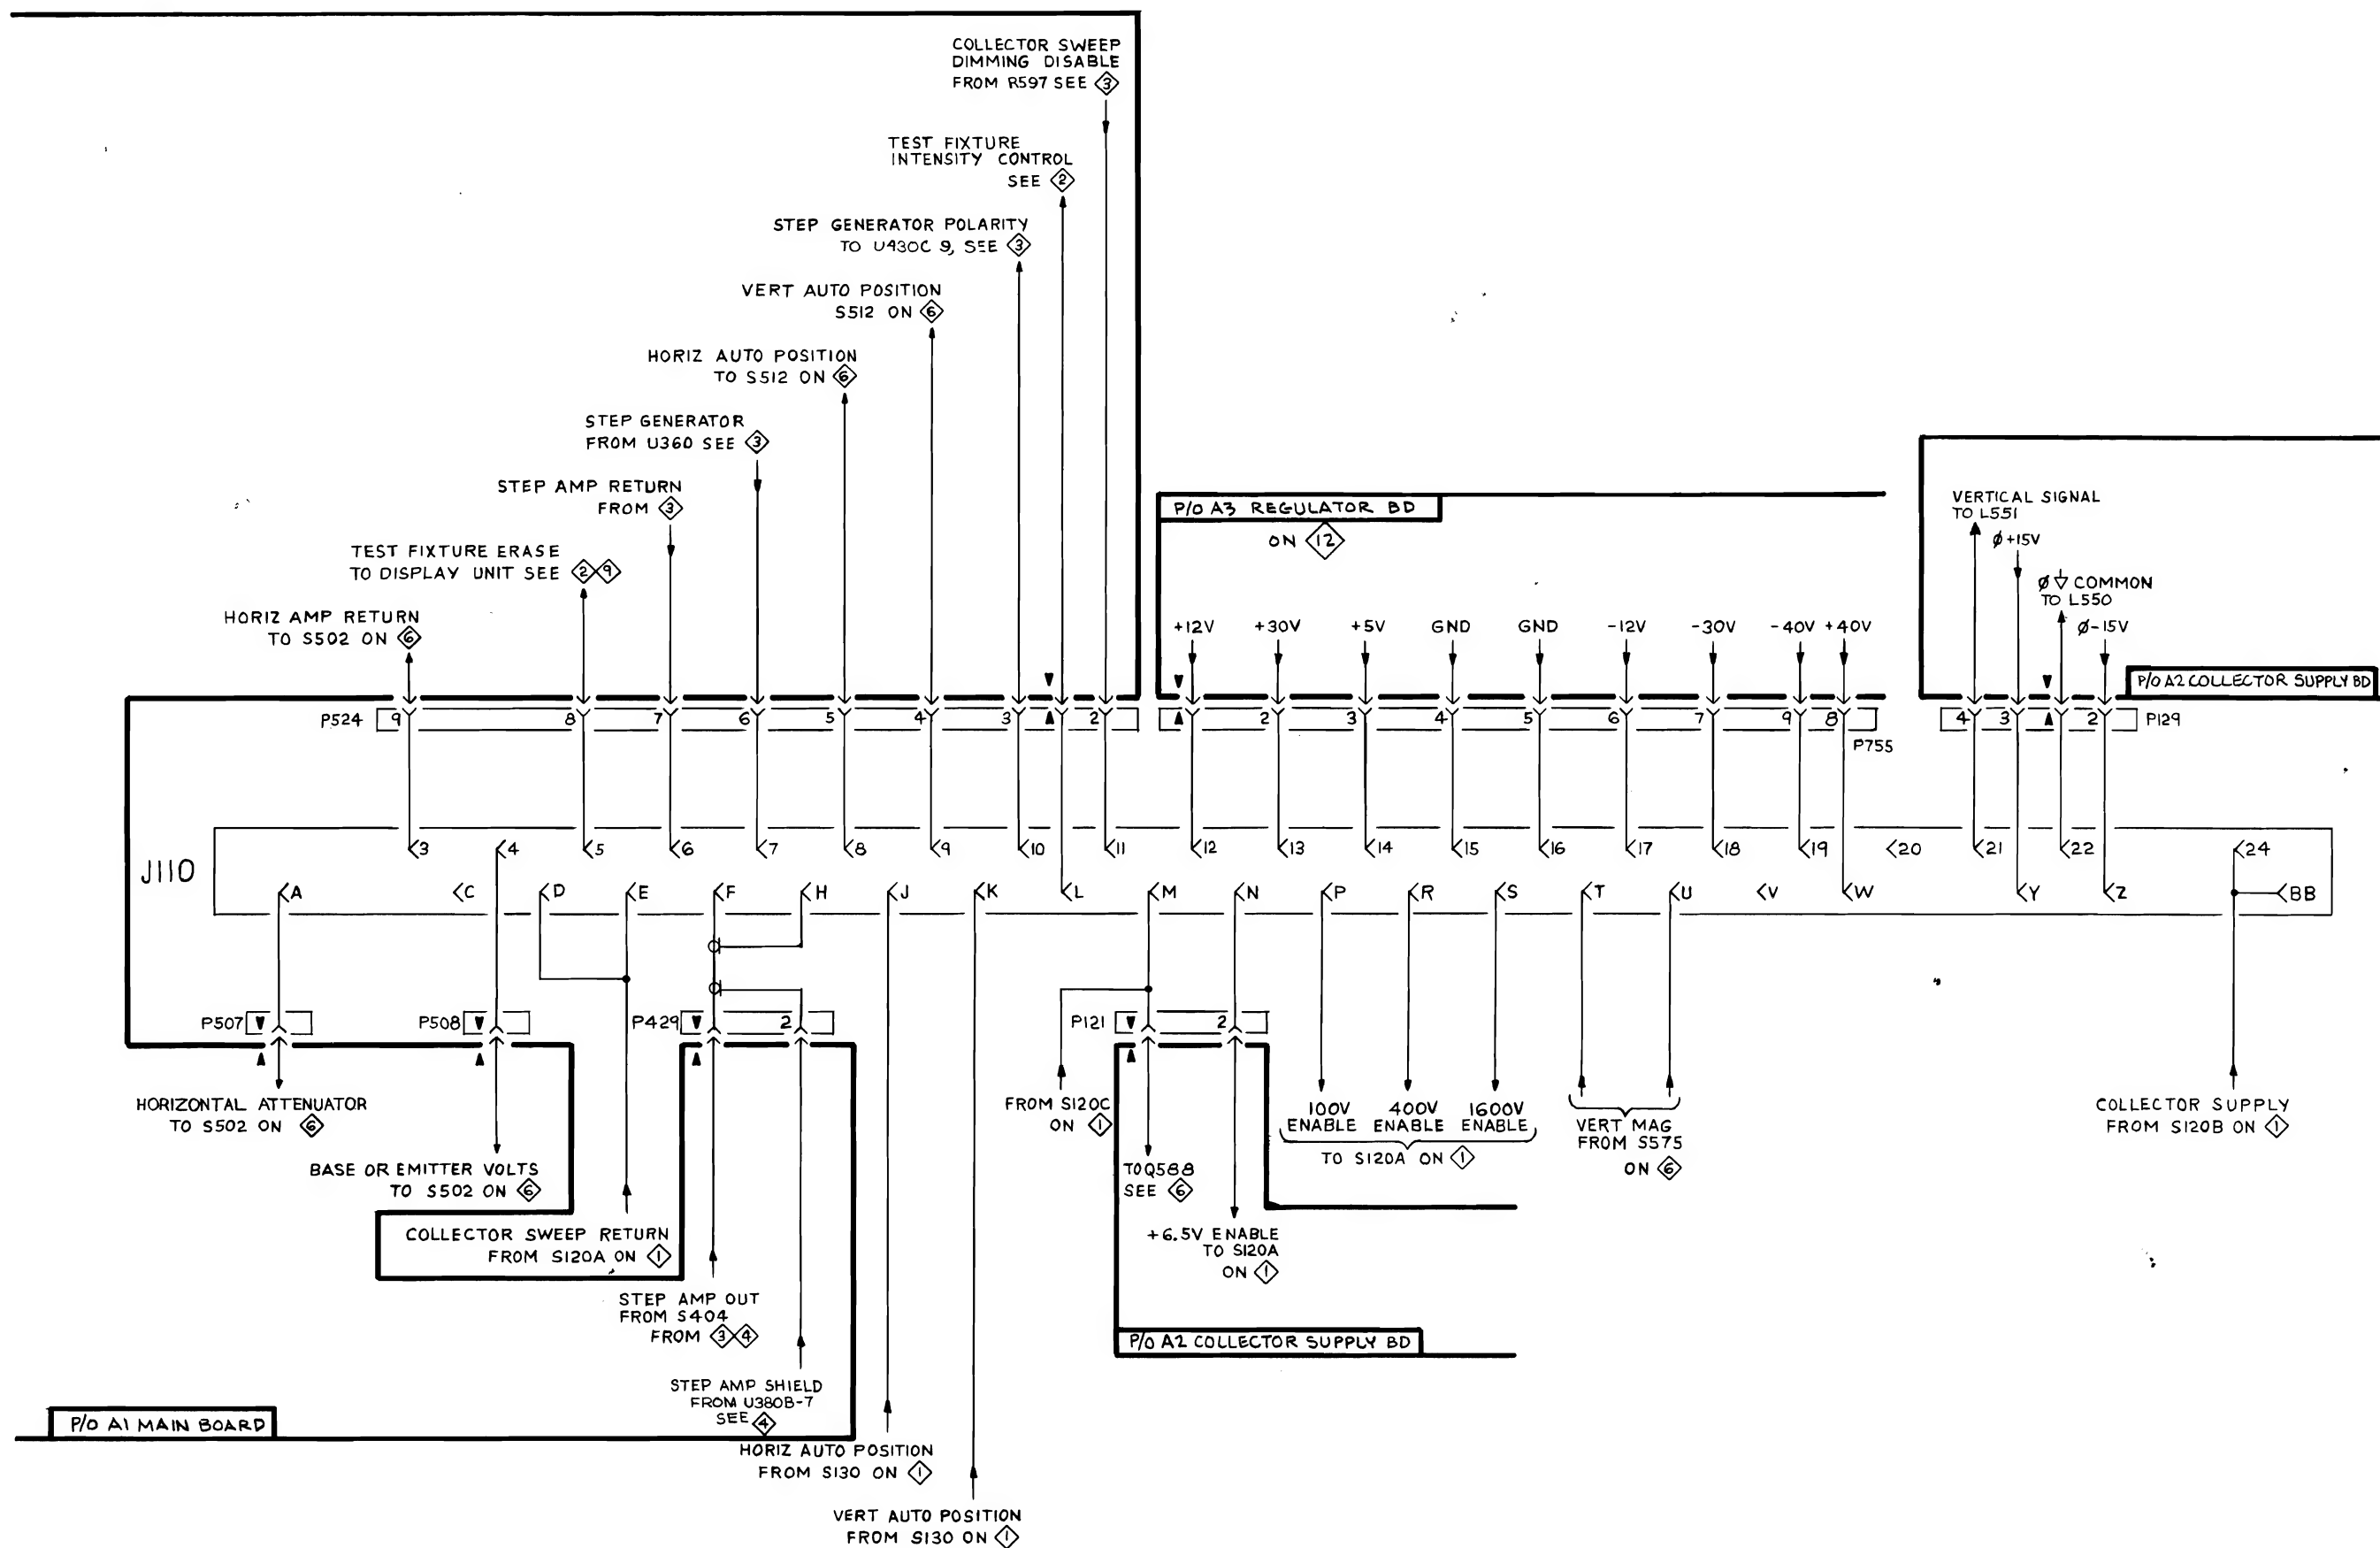 COLLECTOR SWEEP
DIMMING DISABLE
FROM R597 SEE 3
TEST FIXTURE
INTENSITY CONTROL
SEE 2
STEP GENERATOR POLARITY
TO U430C 9, SEE 3
VERT AUTO POSITION
S512 ON 6
HORIZ AUTO POSITION
TO S512 ON 6
STEP GENERATOR
FROM U360 SEE 3
STEP AMP RETURN
FROM 3
TEST FIXTURE ERASE
TO DISPLAY UNIT SEE 2 9
HORIZ AMP RETURN
TO S502 ON 6
P/O A3 REGULATOR BD
ON 12
+12V +30V +5V GND GND -12V -30V -40V +40V
VERTICAL SIGNAL
TO L551
ø+15V
ø COMMON
TO L550
ø-15V
P/O A2 COLLECTOR SUPPLY BD
P524 9 8 7 6 5 4 3 2
2 3 4 5 6 7 9 8
P755
4 3 2 P129
J110
3 4 5 6 7 8 9 10 11 12 13 14 15 16 17 18 19 20 21 22 24
A C D E F H J K L M N P R S T U V W Y Z BB
P507
P508
P429 2
P121 2
HORIZONTAL ATTENUATOR
TO S502 ON 6
BASE OR EMITTER VOLTS
TO S502 ON 6
COLLECTOR SWEEP RETURN
FROM S120A ON 1
STEP AMP OUT
FROM S404
FROM 3 4
STEP AMP SHIELD
FROM U380B-7
SEE 4
HORIZ AUTO POSITION
FROM S130 ON 1
VERT AUTO POSITION
FROM S130 ON 1
FROM S120C
ON 1
TO Q588
SEE 6
+6.5V ENABLE
TO S120A
ON 1
100V 400V 1600V
ENABLE ENABLE ENABLE
TO S120A ON 1
VERT MAG
FROM S575
ON 6
COLLECTOR SUPPLY
FROM S120B ON 1
P/O A2 COLLECTOR SUPPLY BD
P/O A1 MAIN BOARD